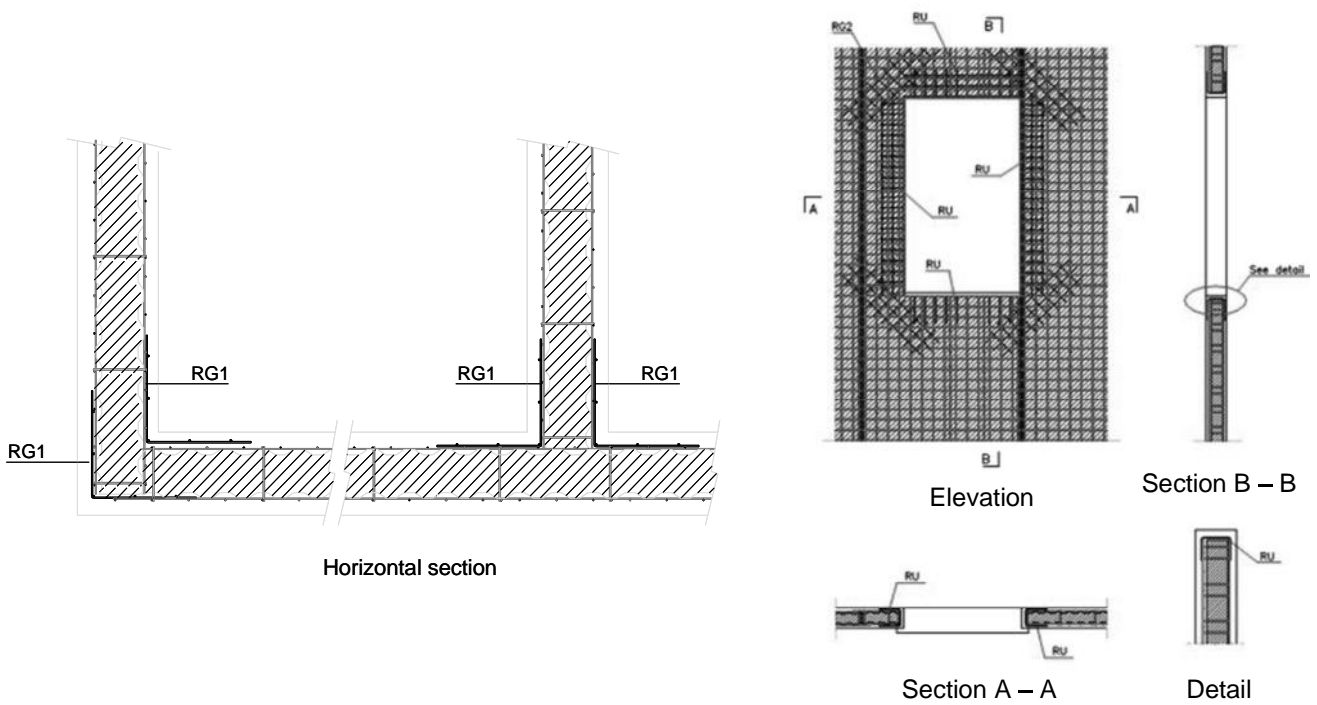 RG1
RG1
RG1
RG1
Horizontal section
RG2
RU
B
RU
RU
RU
A
A
RU
B
Elevation
See detail
Section B – B
RU
RU
Section A – A
RU
Detail